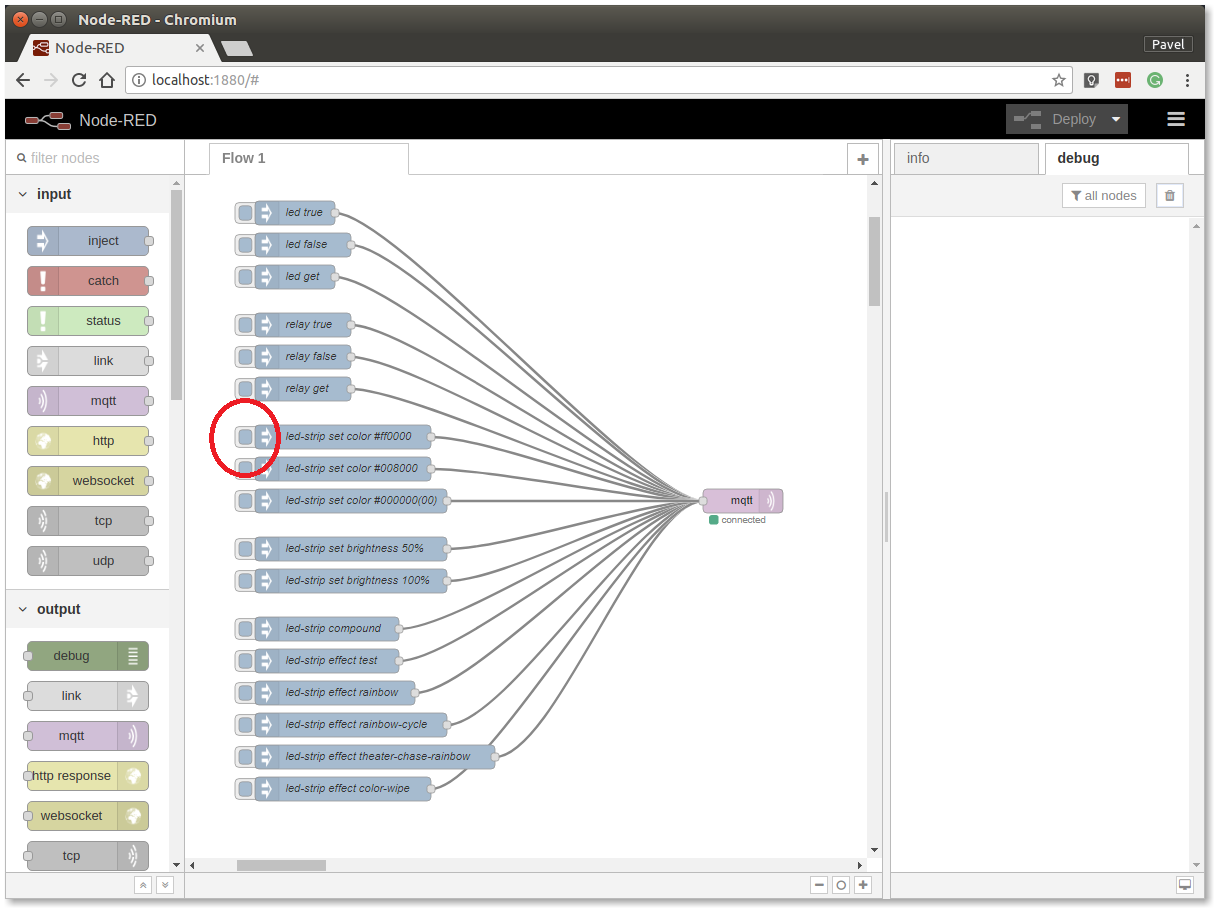 Node-RED - Chromium
Node-RED
Pavel
localhost:1880/#
Node-RED
Deploy
filter nodes
Flow 1
info
debug
all nodes
input
inject
catch
status
link
mqtt
http
websocket
tcp
udp
output
debug
link
mqtt
http response
websocket
tcp
led true
led false
led get
relay true
relay false
relay get
led-strip set color #ff0000
led-strip set color #008000
led-strip set color #000000(00)
led-strip set brightness 50%
led-strip set brightness 100%
led-strip compound
led-strip effect test
led-strip effect rainbow
led-strip effect rainbow-cycle
led-strip effect theater-chase-rainbow
led-strip effect color-wipe
mqtt
connected